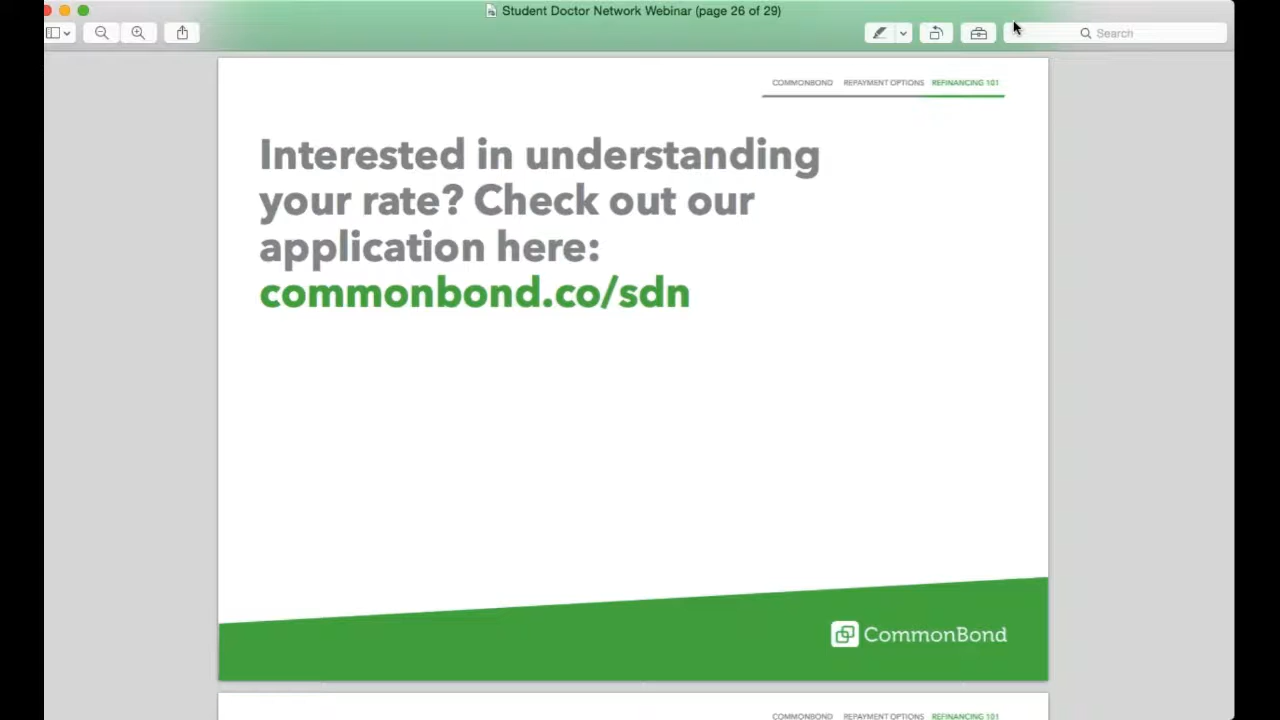 Student Doctor Network Webinar (page 26 of 29)
Search
COMMONBOND REPAYMENT OPTIONS REFINANCING 101
Interested in understanding
your rate? Check out our
application here:
commonbond.co/sdn
CommonBond
COMMONBOND REPAYMENT OPTIONS REFINANCING 101